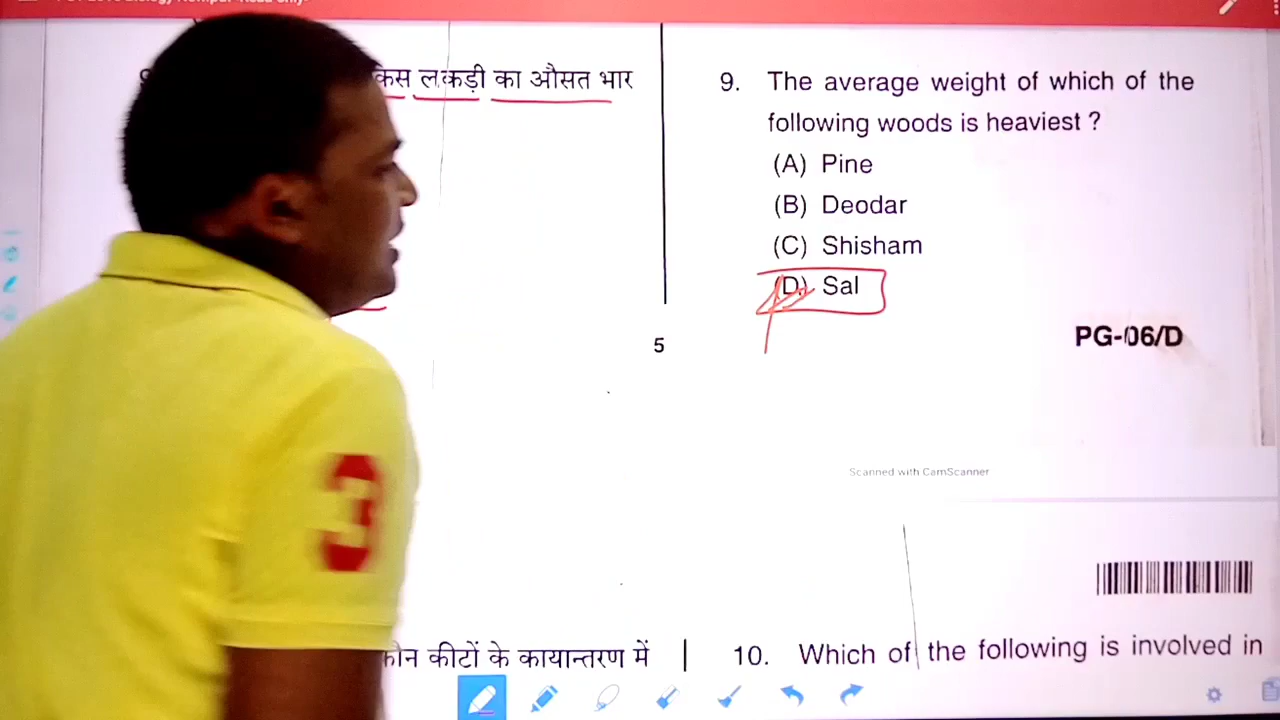 कस लकड़ी का औसत भार
9. The average weight of which of the
following woods is heaviest ?
(A) Pine
(B) Deodar
(C) Shisham
(D) Sal
5
PG-06/D
Scanned with CamScanner
3
कौन कीटों के कायान्तरण में
10. Which of the following is involved in